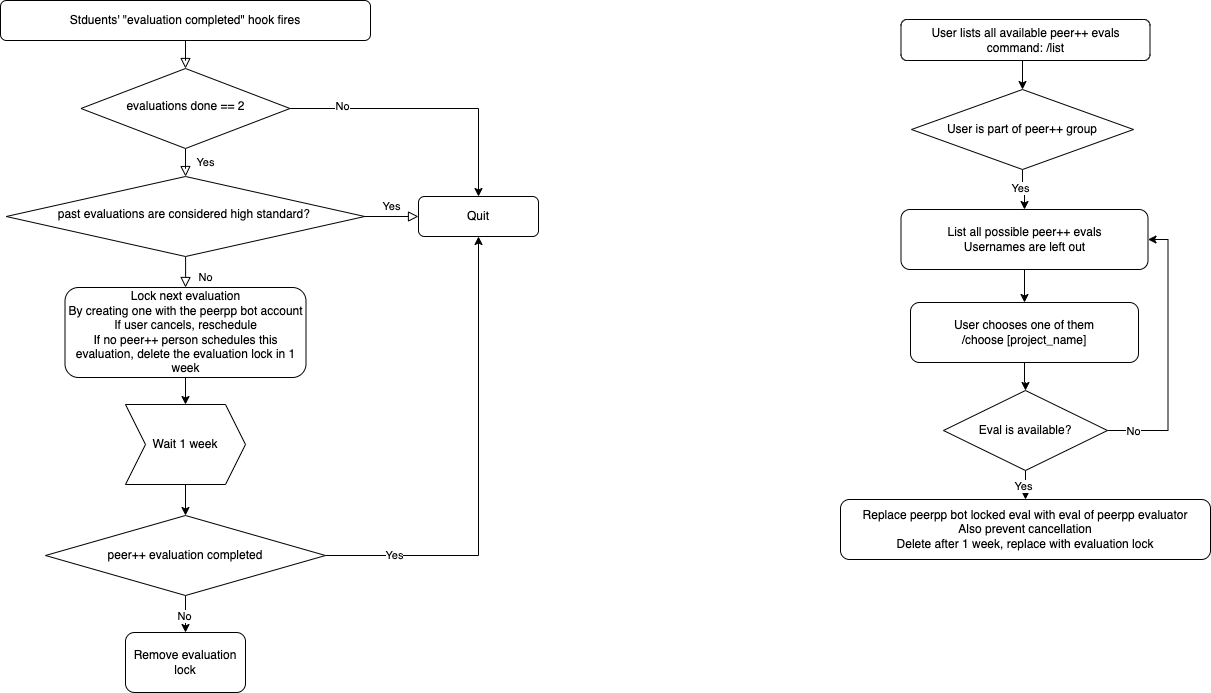 Stduents' "evaluation completed" hook fires
evaluations done == 2
No
Yes
past evaluations are considered high standard?
Yes
Quit
No
Lock next evaluation
By creating one with the peerpp bot account
If user cancels, reschedule
If no peer++ person schedules this
evaluation, delete the evaluation lock in 1
week
Wait 1 week
peer++ evaluation completed
Yes
No
Remove evaluation
lock
User lists all available peer++ evals
command: /list
User is part of peer++ group
Yes
List all possible peer++ evals
Usernames are left out
User chooses one of them
/choose [project_name]
Eval is available?
No
Yes
Replace peerpp bot locked eval with eval of peerpp evaluator
Also prevent cancellation
Delete after 1 week, replace with evaluation lock